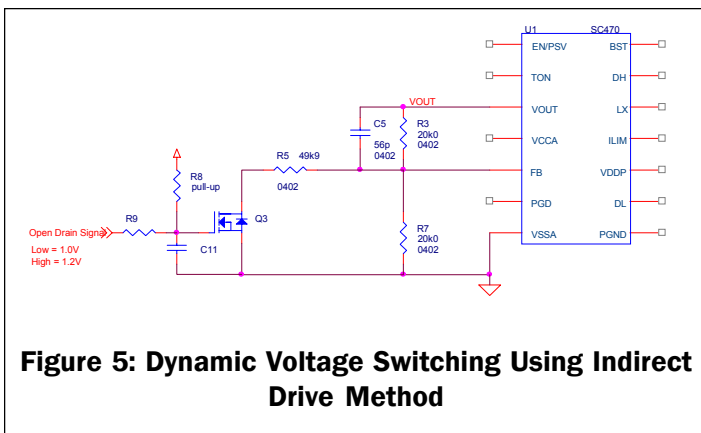 U1 SC470
EN/PSV BST
TON DH
VOUT VOUT LX
C5 R3
56p 20k0
0402 0402
VCCA ILIM
R5 49k9
0402
FB VDDP
R8
pull-up
PGD DL
Q3
R7
20k0
0402
Open Drain Signal
R9
C11
Low = 1.0V
High = 1.2V
VSSA PGND
Figure 5: Dynamic Voltage Switching Using Indirect
Drive Method